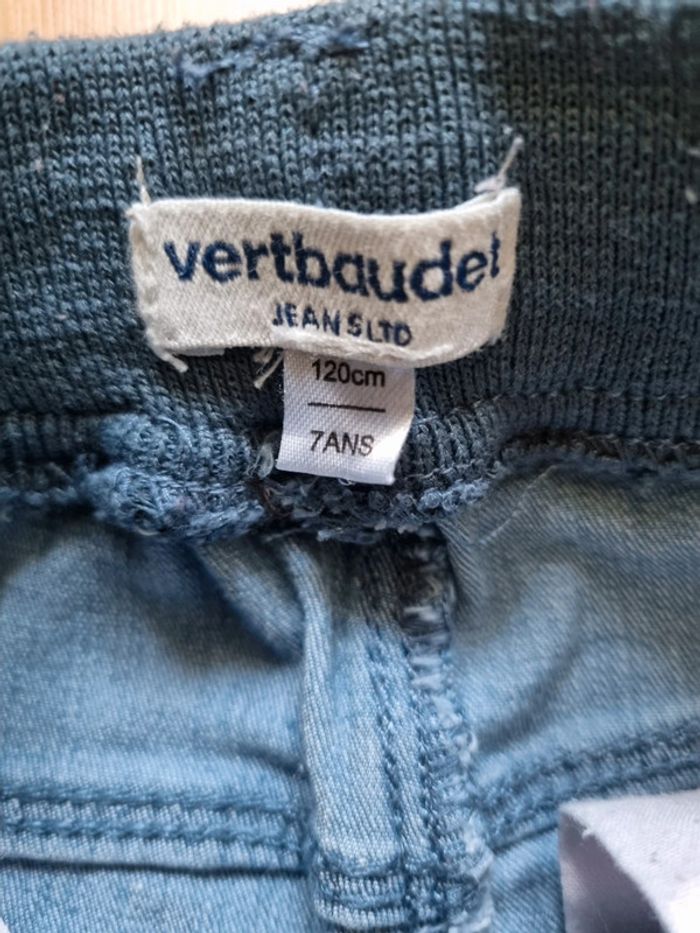 vertbaudet
JEANS LTD
120cm
7ANS